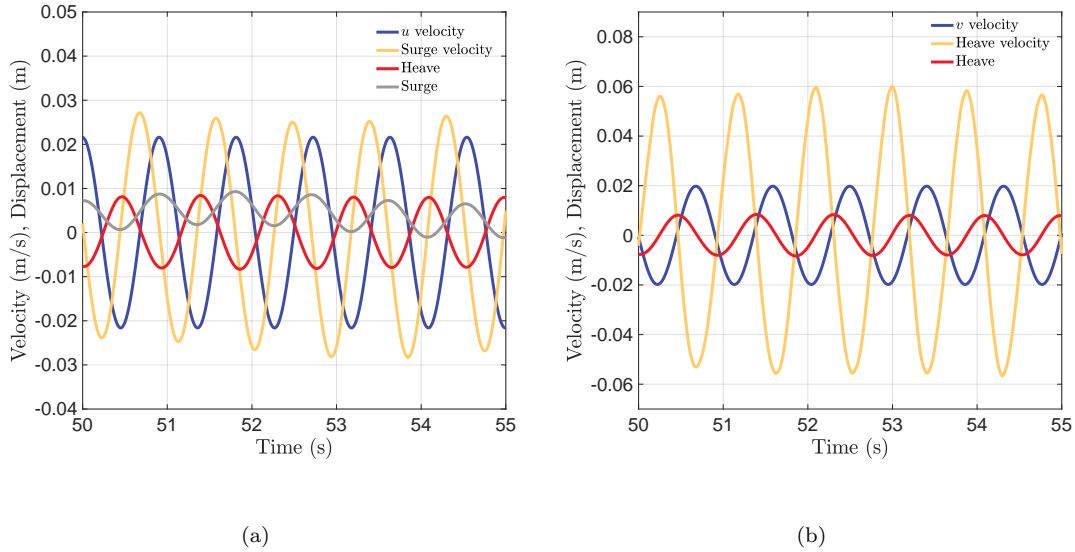 0.05
0.04
0.03
0.02
0.01
0
-0.01
-0.02
-0.03
-0.04
50
51
52
53
54
55
Velocity (m/s), Displacement (m)
Time (s)
u velocity
Surge velocity
Heave
Surge
(a)
0.08
0.06
0.04
0.02
0
-0.02
-0.04
-0.06
50
51
52
53
54
55
Velocity (m/s), Displacement (m)
Time (s)
v velocity
Heave velocity
Heave
(b)